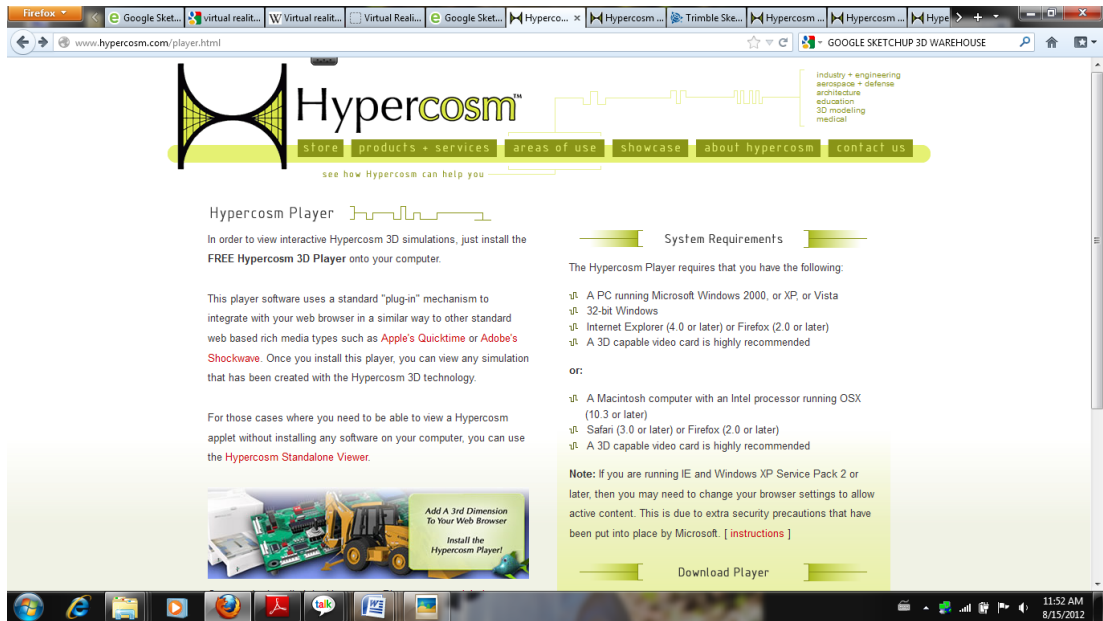 Firefox
Google Sket...
virtual realit...
Virtual realit...
Virtual Reali...
Google Sket...
Hyperco...
Hypercosm ...
Trimble Ske...
Hypercosm ...
Hypercosm ...
Hype
www.hypercosm.com/player.html
GOOGLE SKETCHUP 3D WAREHOUSE
Hypercosm™
industry + engineering
aerospace + defense
architecture
education
3D modeling
medical
store products + services areas of use showcase about hypercosm contact us
see how Hypercosm can help you
Hypercosm Player
In order to view interactive Hypercosm 3D simulations, just install the
FREE Hypercosm 3D Player onto your computer.
This player software uses a standard "plug-in" mechanism to
integrate with your web browser in a similar way to other standard
web based rich media types such as Apple's Quicktime or Adobe's
Shockwave. Once you install this player, you can view any simulation
that has been created with the Hypercosm 3D technology.
For those cases where you need to be able to view a Hypercosm
applet without installing any software on your computer, you can use
the Hypercosm Standalone Viewer.
Add A 3rd Dimension
To Your Web Browser
Install the
Hypercosm Player!
System Requirements
The Hypercosm Player requires that you have the following:
A PC running Microsoft Windows 2000, or XP, or Vista
32-bit Windows
Internet Explorer (4.0 or later) or Firefox (2.0 or later)
A 3D capable video card is highly recommended
or:
A Macintosh computer with an Intel processor running OSX
(10.3 or later)
Safari (3.0 or later) or Firefox (2.0 or later)
A 3D capable video card is highly recommended
Note: If you are running IE and Windows XP Service Pack 2 or
later, then you may need to change your browser settings to allow
active content. This is due to extra security precautions that have
been put into place by Microsoft. [ instructions ]
Download Player
talk
11:52 AM
8/15/2012